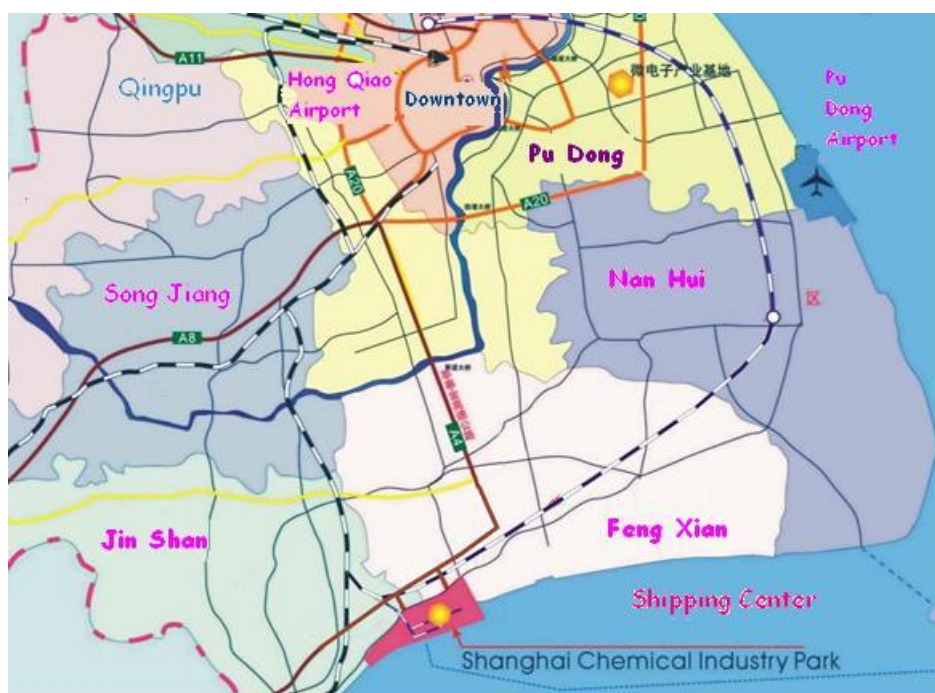 A11
Qingpu
Hong Qiao
Airport
Downtown
微电子产业基地
Pu
Dong
Airport
Pu Dong
A20
A20
Song Jiang
Nan Hui
区
A8
A4
Jin Shan
Feng Xian
Shipping Center
Shanghai Chemical Industry Park